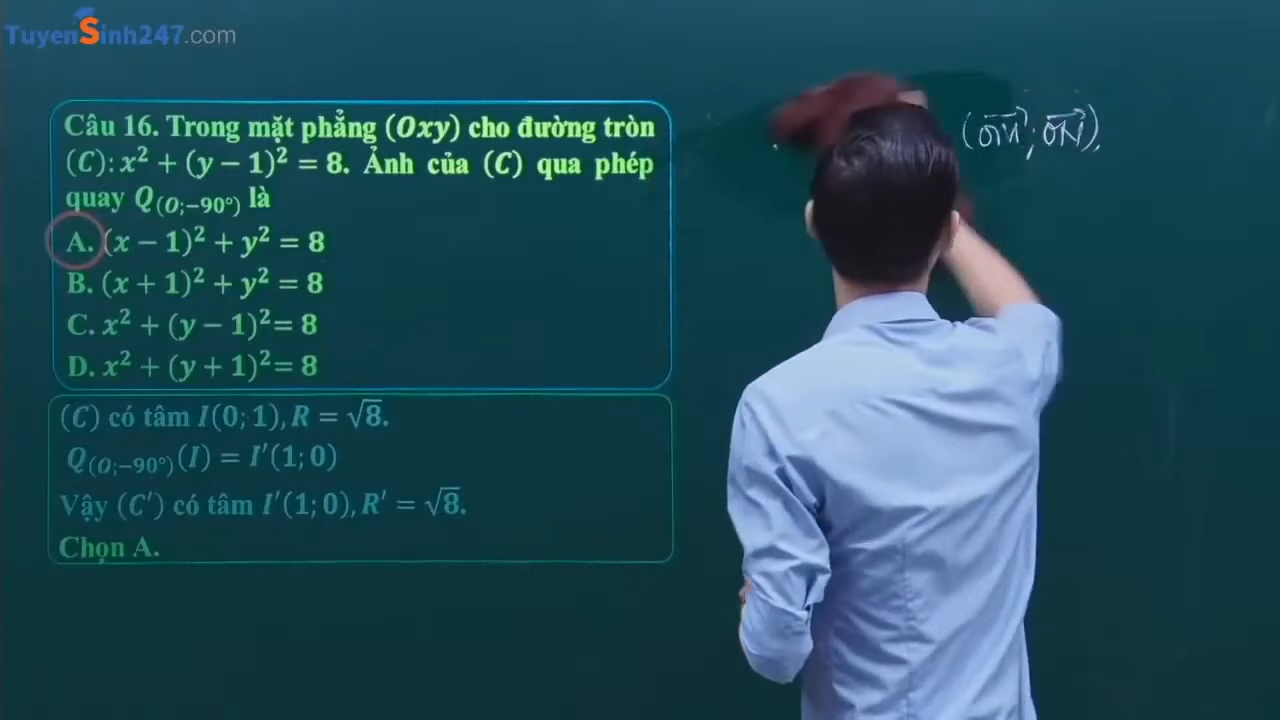 TuyenSinh247.com
Câu 16. Trong mặt phẳng (Oxy) cho đường tròn
(C): x² + (y − 1)² = 8. Ảnh của (C) qua phép
quay Q₍O;−90°₎ là
A. (x − 1)² + y² = 8
B. (x + 1)² + y² = 8
C. x² + (y − 1)² = 8
D. x² + (y + 1)² = 8
(C) có tâm I(0; 1), R = √8.
Q₍O;−90°₎(I) = I′(1; 0)
Vậy (C′) có tâm I′(1; 0), R′ = √8.
Chọn A.